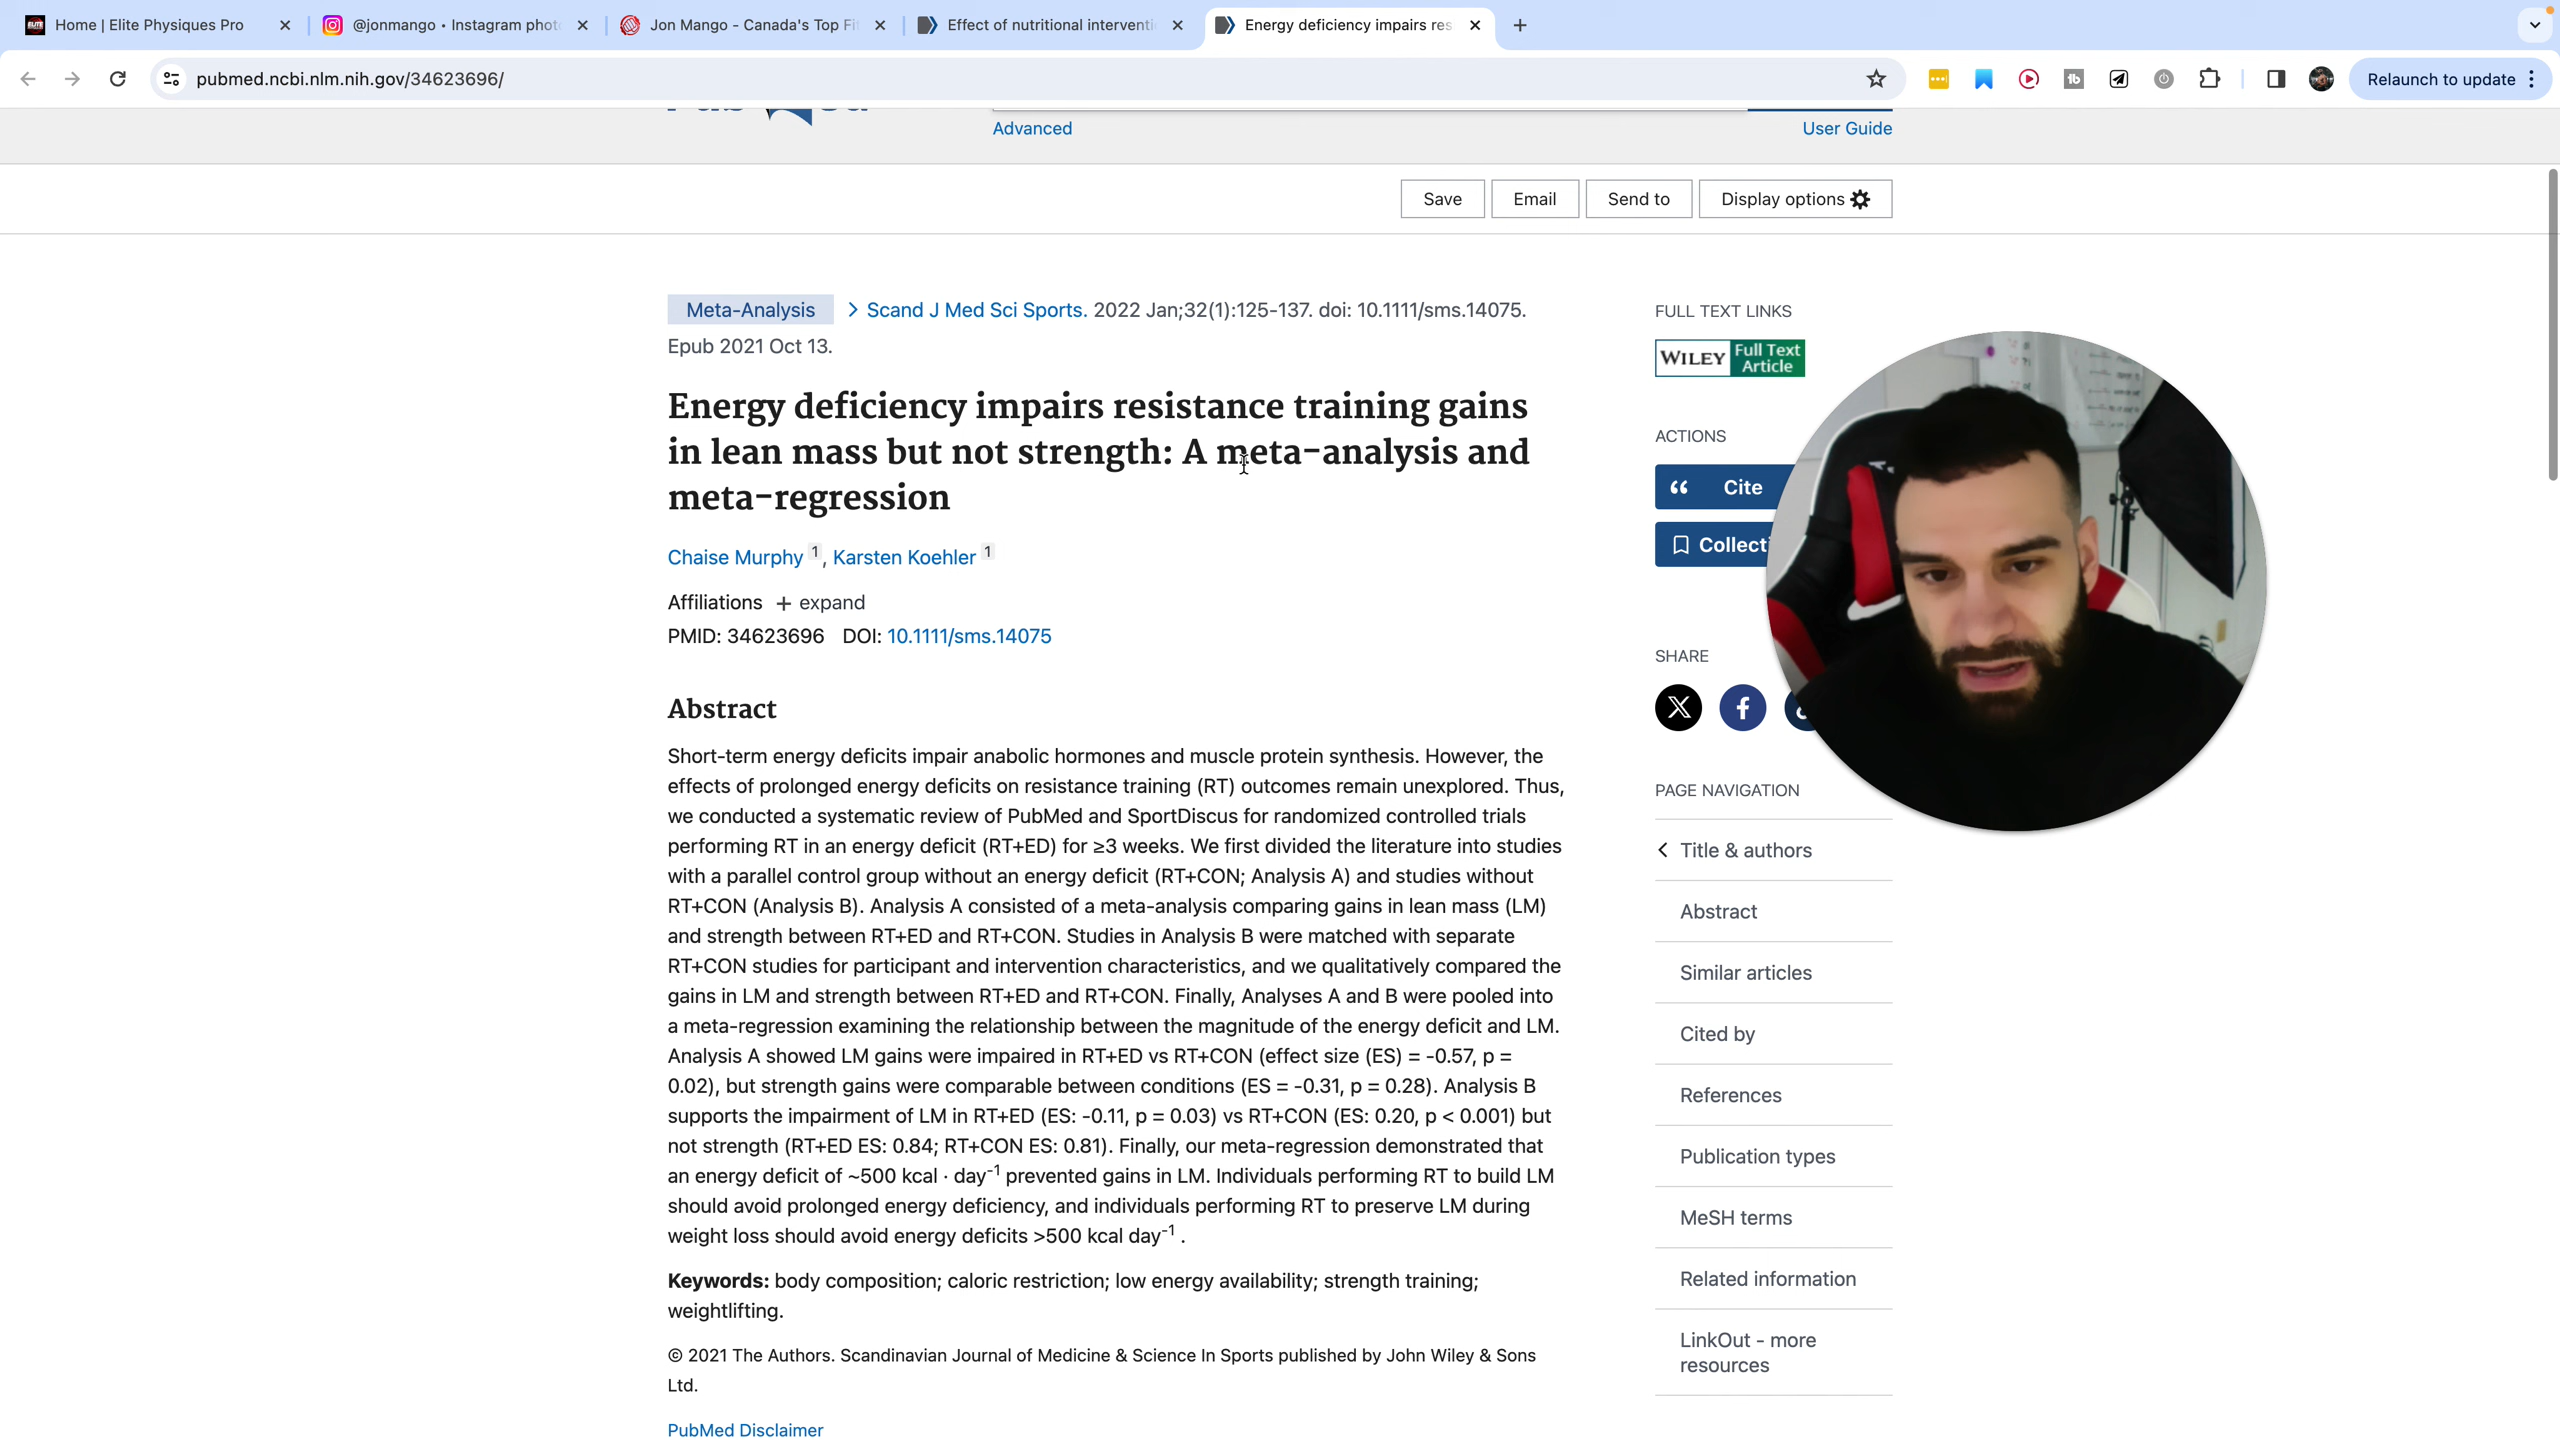 Home | Elite Physiques Pro
@jonmango • Instagram phot
Jon Mango - Canada's Top Fi
Effect of nutritional interventi
Energy deficiency impairs res
pubmed.ncbi.nlm.nih.gov/34623696/
Relaunch to update
Advanced
User Guide
Save
Email
Send to
Display options
Meta-Analysis
Scand J Med Sci Sports. 2022 Jan;32(1):125-137. doi: 10.1111/sms.14075.
Epub 2021 Oct 13.
Energy deficiency impairs resistance training gains
in lean mass but not strength: A meta-analysis and
meta-regression
Chaise Murphy 1, Karsten Koehler 1
Affiliations + expand
PMID: 34623696 DOI: 10.1111/sms.14075
Abstract
Short-term energy deficits impair anabolic hormones and muscle protein synthesis. However, the
effects of prolonged energy deficits on resistance training (RT) outcomes remain unexplored. Thus,
we conducted a systematic review of PubMed and SportDiscus for randomized controlled trials
performing RT in an energy deficit (RT+ED) for ≥3 weeks. We first divided the literature into studies
with a parallel control group without an energy deficit (RT+CON; Analysis A) and studies without
RT+CON (Analysis B). Analysis A consisted of a meta-analysis comparing gains in lean mass (LM)
and strength between RT+ED and RT+CON. Studies in Analysis B were matched with separate
RT+CON studies for participant and intervention characteristics, and we qualitatively compared the
gains in LM and strength between RT+ED and RT+CON. Finally, Analyses A and B were pooled into
a meta-regression examining the relationship between the magnitude of the energy deficit and LM.
Analysis A showed LM gains were impaired in RT+ED vs RT+CON (effect size (ES) = -0.57, p =
0.02), but strength gains were comparable between conditions (ES = -0.31, p = 0.28). Analysis B
supports the impairment of LM in RT+ED (ES: -0.11, p = 0.03) vs RT+CON (ES: 0.20, p < 0.001) but
not strength (RT+ED ES: 0.84; RT+CON ES: 0.81). Finally, our meta-regression demonstrated that
an energy deficit of ~500 kcal · day-1 prevented gains in LM. Individuals performing RT to build LM
should avoid prolonged energy deficiency, and individuals performing RT to preserve LM during
weight loss should avoid energy deficits >500 kcal day-1 .
Keywords: body composition; caloric restriction; low energy availability; strength training;
weightlifting.
© 2021 The Authors. Scandinavian Journal of Medicine & Science In Sports published by John Wiley & Sons
Ltd.
PubMed Disclaimer
FULL TEXT LINKS
WILEY Full Text
Article
ACTIONS
Cite
Collecti
SHARE
PAGE NAVIGATION
Title & authors
Abstract
Similar articles
Cited by
References
Publication types
MeSH terms
Related information
LinkOut - more
resources